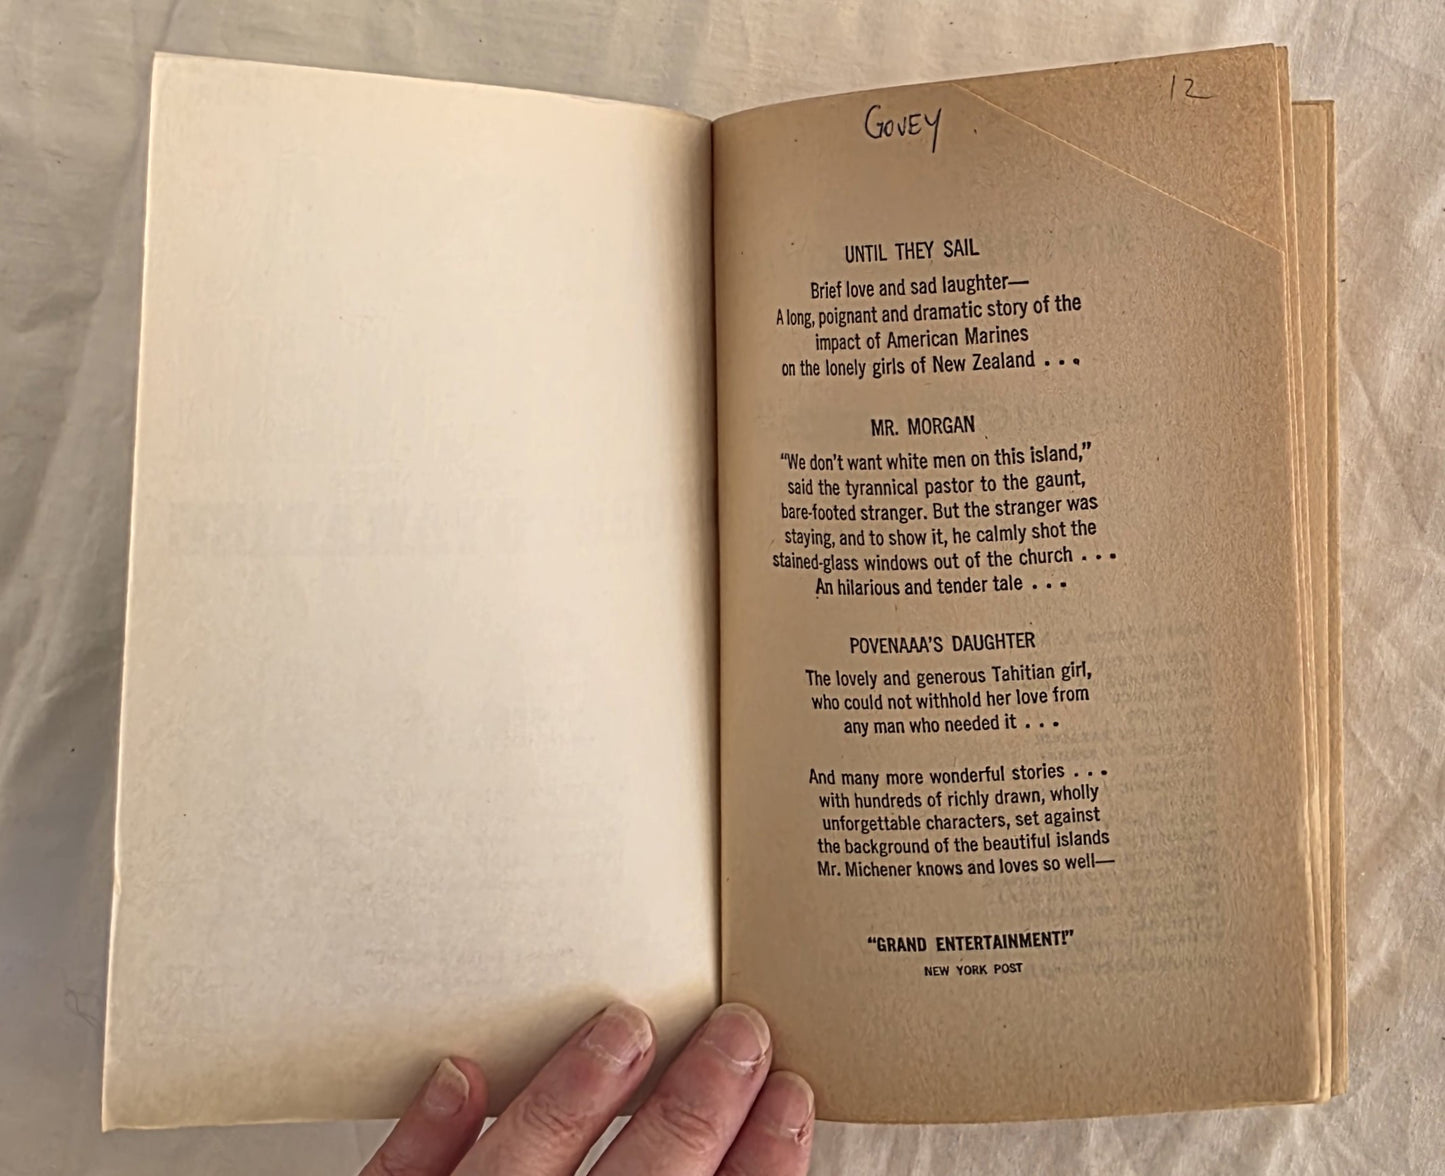 12
GOVEY
UNTIL THEY SAIL
Brief love and sad laughter—
A long, poignant and dramatic story of the
impact of American Marines
on the lonely girls of New Zealand . . .
MR. MORGAN
“We don’t want white men on this island,”
said the tyrannical pastor to the gaunt,
bare-footed stranger. But the stranger was
staying, and to show it, he calmly shot the
stained-glass windows out of the church . . .
An hilarious and tender tale . . .
POVENAAA’S DAUGHTER
The lovely and generous Tahitian girl,
who could not withhold her love from
any man who needed it . . .
And many more wonderful stories . . .
with hundreds of richly drawn, wholly
unforgettable characters, set against
the background of the beautiful islands
Mr. Michener knows and loves so well—
“GRAND ENTERTAINMENT!”
NEW YORK POST